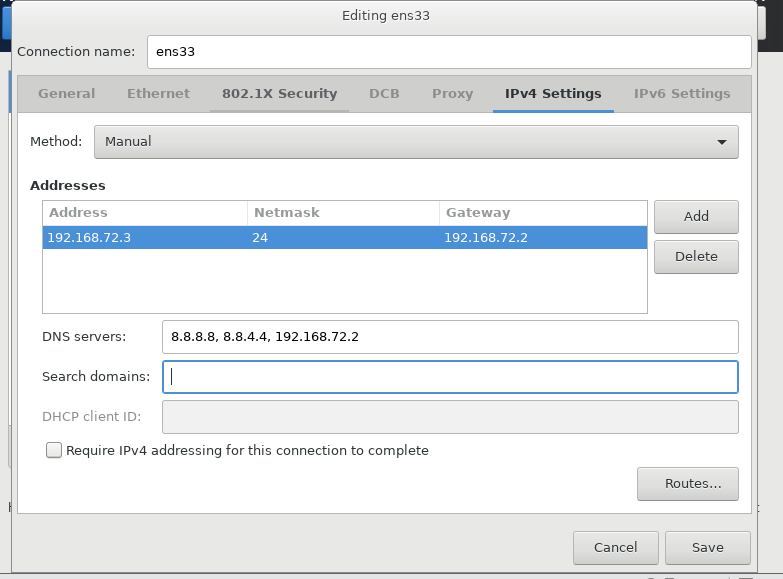 Editing ens33
Connection name: ens33
General Ethernet 802.1X Security DCB Proxy IPv4 Settings IPv6 Settings
Method: Manual
Addresses
Address Netmask Gateway
192.168.72.3 24 192.168.72.2
Add
Delete
DNS servers: 8.8.8.8, 8.8.4.4, 192.168.72.2
Search domains:
DHCP client ID:
Require IPv4 addressing for this connection to complete
Routes...
Cancel Save